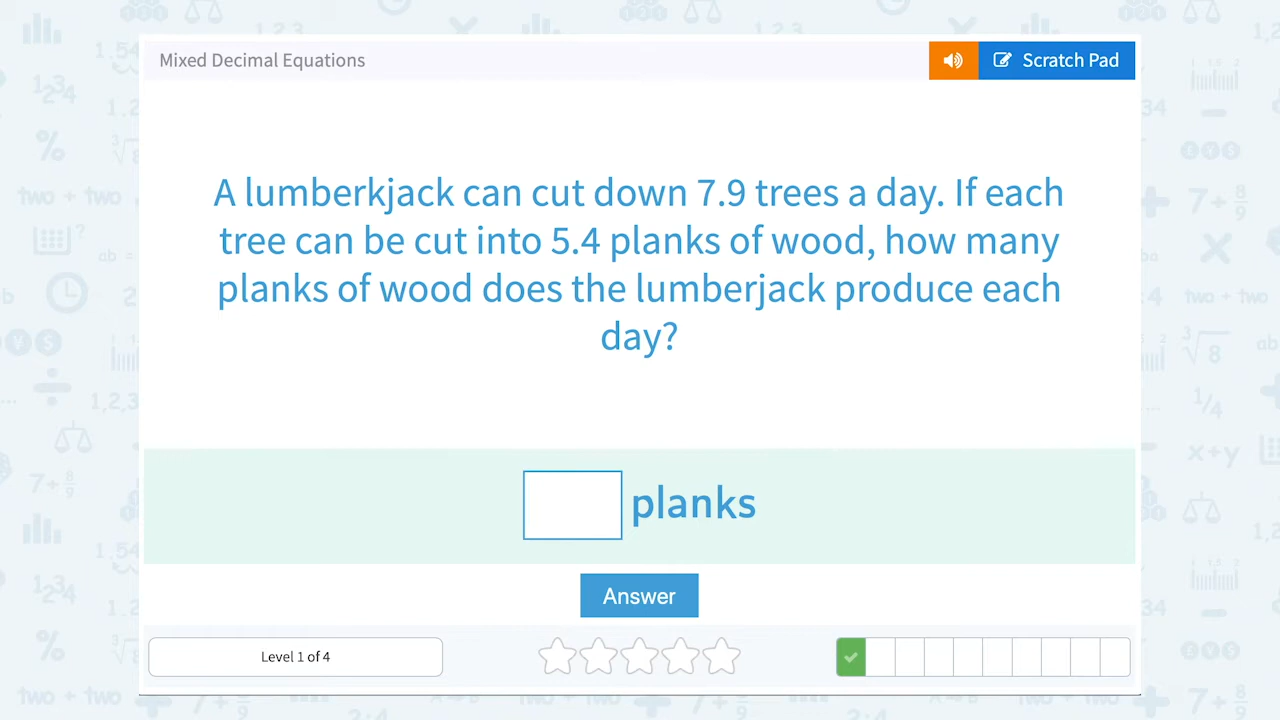 Mixed Decimal Equations
Scratch Pad
A lumberkjack can cut down 7.9 trees a day. If each
tree can be cut into 5.4 planks of wood, how many
planks of wood does the lumberjack produce each
day?
planks
Answer
Level 1 of 4